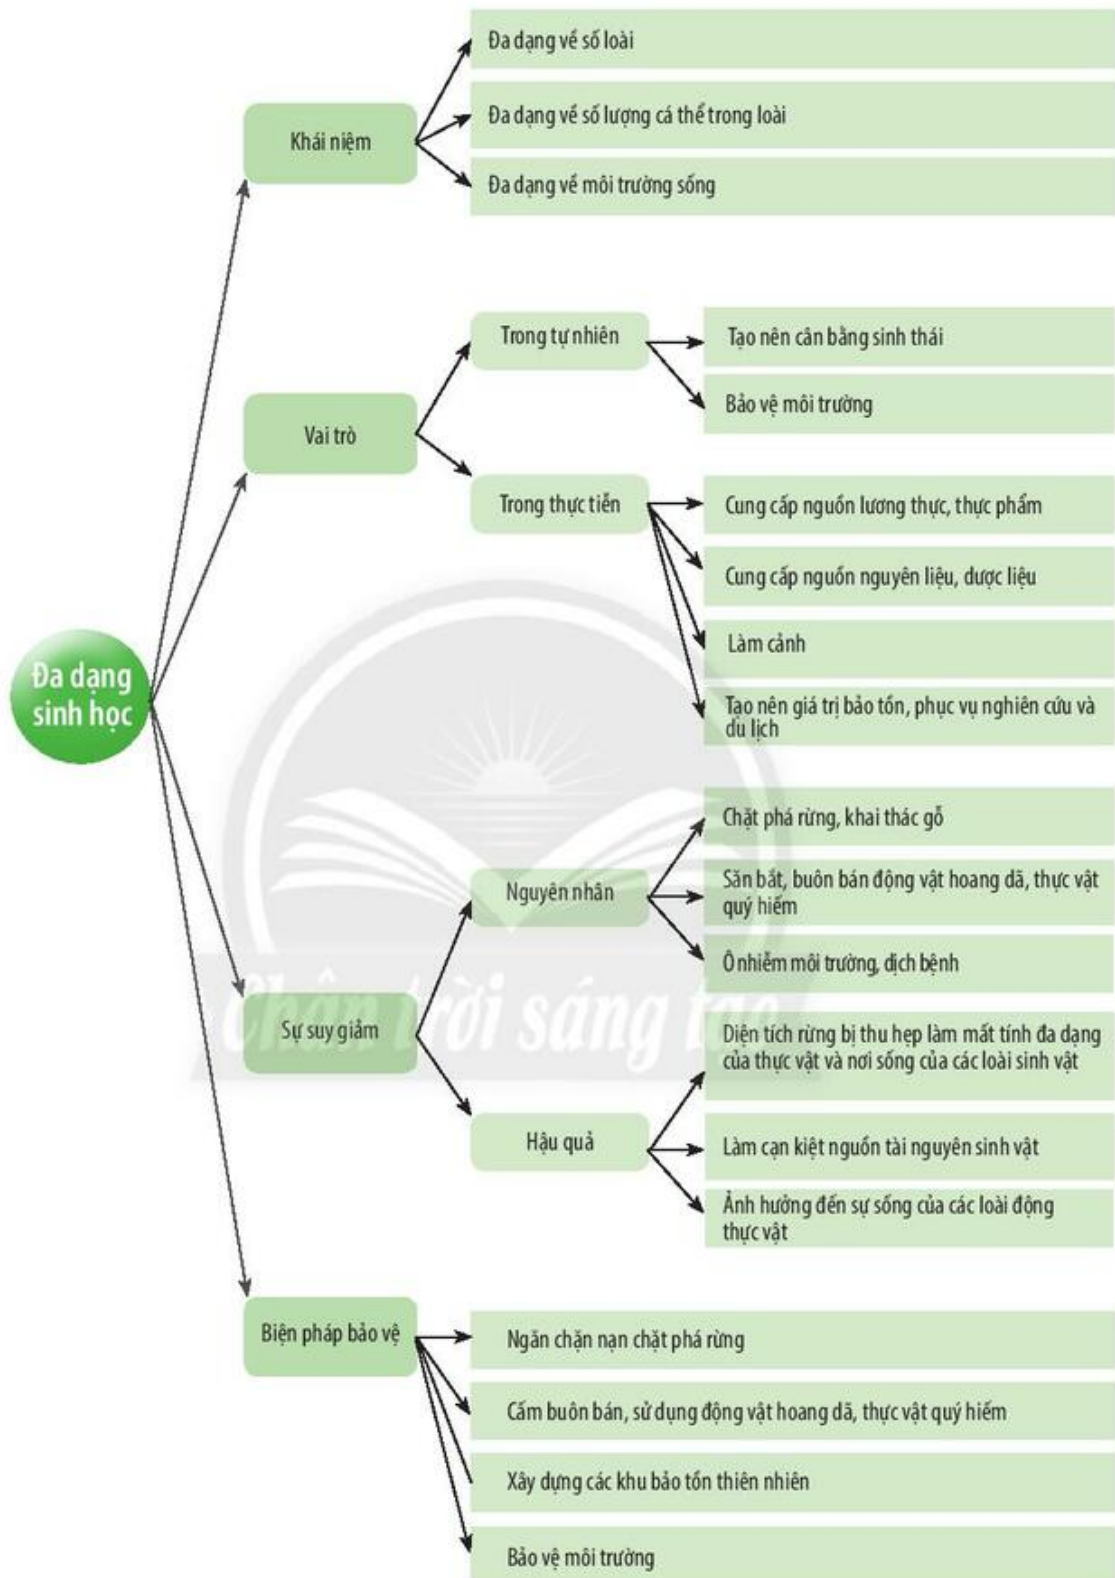 Đa dạng về số loài
Đa dạng về số lượng cá thể trong loài
Khái niệm
Đa dạng về môi trường sống
Trong tự nhiên
Tạo nên cân bằng sinh thái
Bảo vệ môi trường
Vai trò
Trong thực tiễn
Cung cấp nguồn lương thực, thực phẩm
Cung cấp nguồn nguyên liệu, dược liệu
Làm cảnh
Tạo nên giá trị bảo tồn, phục vụ nghiên cứu và
du lịch
Đa dạng
sinh học
Chặt phá rừng, khai thác gỗ
Nguyên nhân
Săn bắt, buôn bán động vật hoang dã, thực vật
quý hiếm
Ô nhiễm môi trường, dịch bệnh
Chân trời sáng tạo
Sự suy giảm
Diện tích rừng bị thu hẹp làm mất tính đa dạng
của thực vật và nơi sống của các loài sinh vật
Hậu quả
Làm cạn kiệt nguồn tài nguyên sinh vật
Ảnh hưởng đến sự sống của các loài động
thực vật
Biện pháp bảo vệ
Ngăn chặn nạn chặt phá rừng
Cấm buôn bán, sử dụng động vật hoang dã, thực vật quý hiếm
Xây dựng các khu bảo tồn thiên nhiên
Bảo vệ môi trường